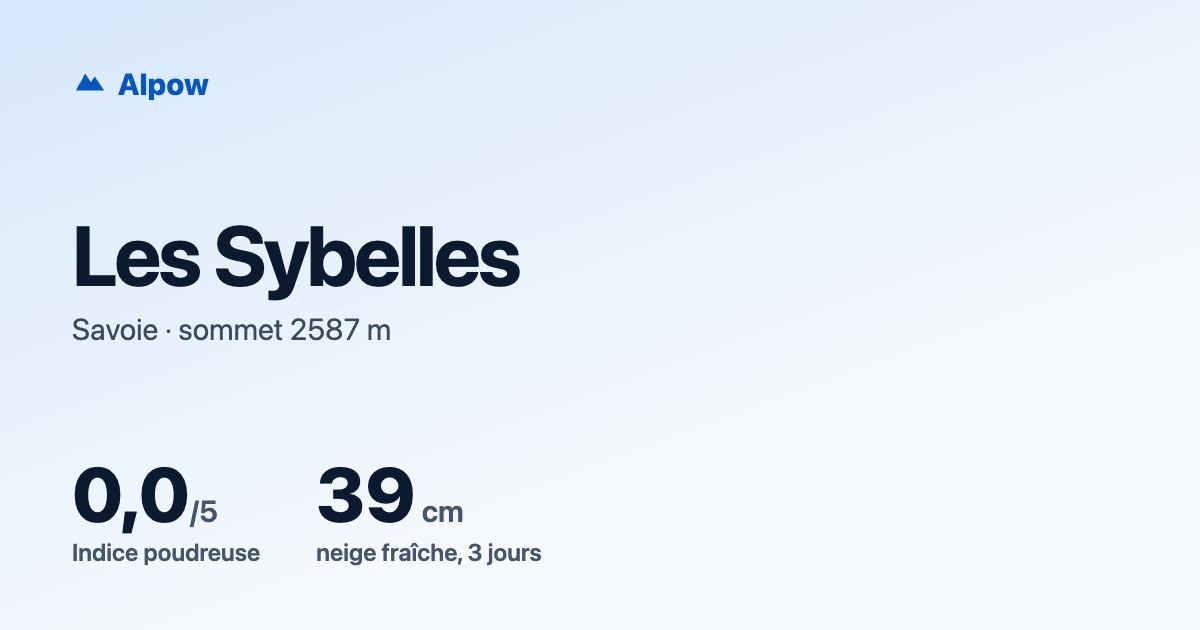 Alpow
Les Sybelles
Savoie · sommet 2587 m
0,0/5
39 cm
Indice poudreuse
neige fraîche, 3 jours